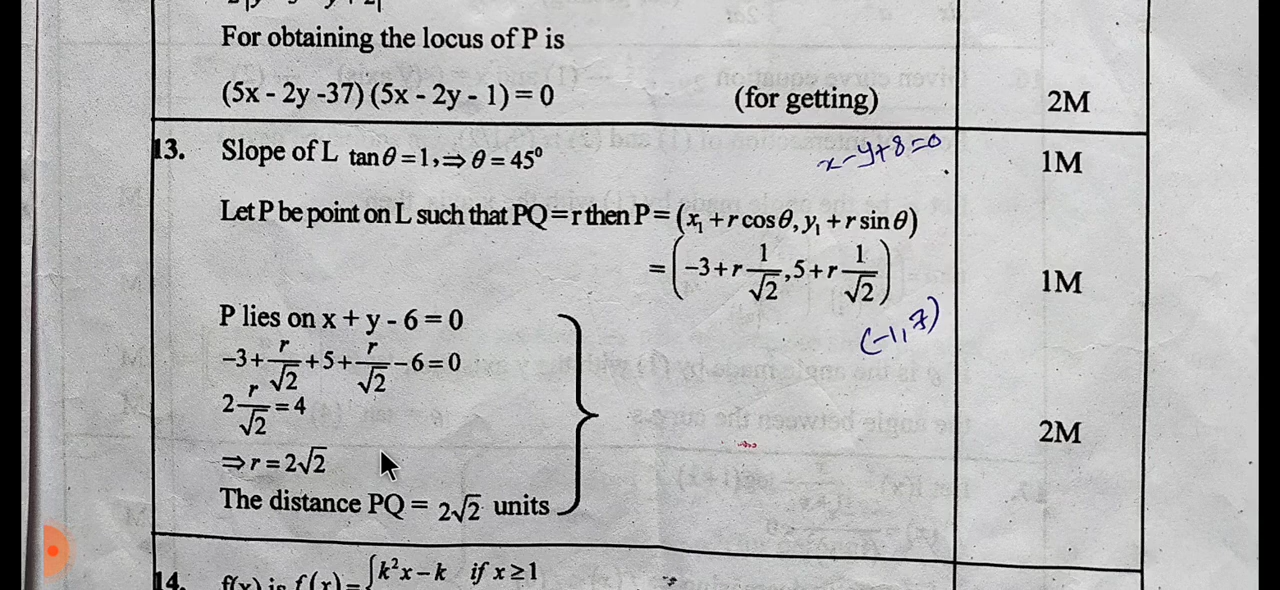 For obtaining the locus of P is
(5x - 2y -37) (5x - 2y - 1) = 0 (for getting) 2M
13. Slope of L tanθ = 1, ⇒ θ = 45⁰ x-y+8=0 1M
Let P be point on L such that PQ = r then P = (x₁ + r cosθ, y₁ + r sinθ)
= (-3+r 1/√2, 5+r 1/√2) 1M
(-1, 7)
P lies on x + y - 6 = 0
-3+ r/√2 +5+ r/√2 -6=0
2 r/√2 = 4 2M
⇒ r = 2√2
The distance PQ = 2√2 units
14. f(x) is f(x) = {k²x - k if x ≥ 1